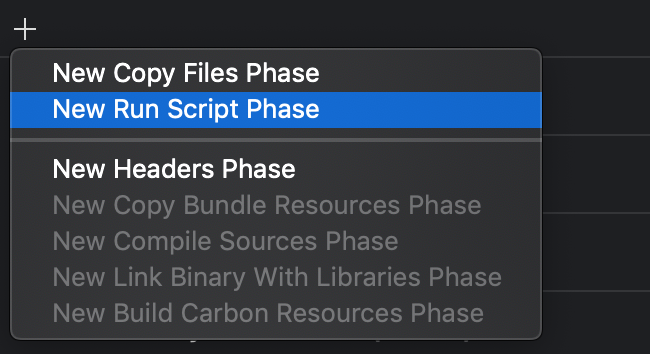 New Copy Files Phase
New Run Script Phase
New Headers Phase
New Copy Bundle Resources Phase
New Compile Sources Phase
New Link Binary With Libraries Phase
New Build Carbon Resources Phase